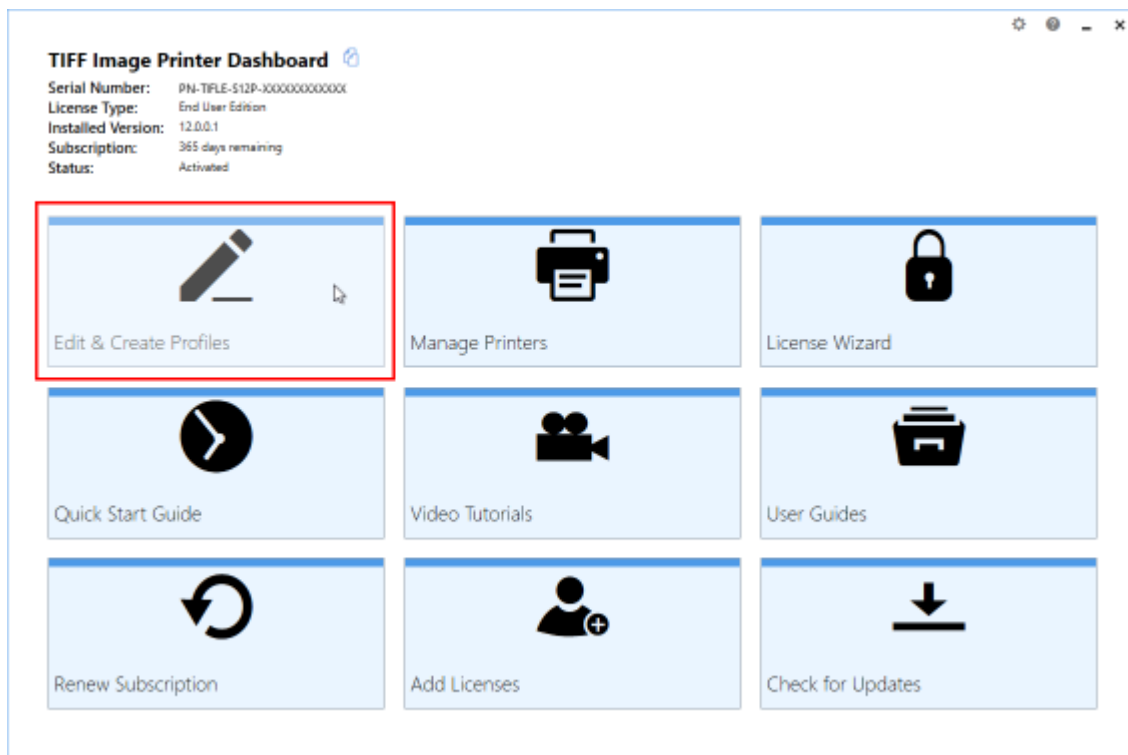 TIFF Image Printer Dashboard
Serial Number: PN-TIFLE-S12P-XXXXXXXXXXXX
License Type: End User Edition
Installed Version: 12.0.0.1
Subscription: 365 days remaining
Status: Activated
Edit & Create Profiles
Manage Printers
License Wizard
Quick Start Guide
Video Tutorials
User Guides
Renew Subscription
Add Licenses
Check for Updates